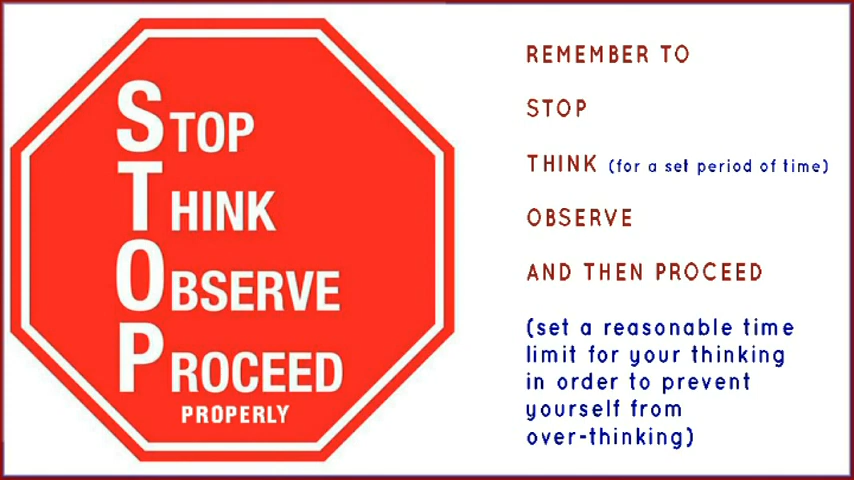 STOP
THINK
OBSERVE
PROCEED
PROPERLY
REMEMBER TO
STOP
THINK (for a set period of time)
OBSERVE
AND THEN PROCEED
(set a reasonable time
limit for your thinking
in order to prevent
yourself from
over-thinking)